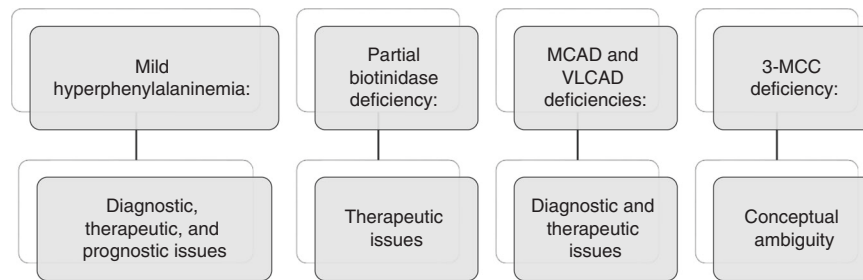 Mild
hyperphenylalaninemia:
Partial
biotinidase
deficiency:
MCAD and
VLCAD
deficiencies:
3-MCC
deficiency:
Diagnostic,
therapeutic, and
prognostic issues
Therapeutic
issues
Diagnostic and
therapeutic
issues
Conceptual
ambiguity